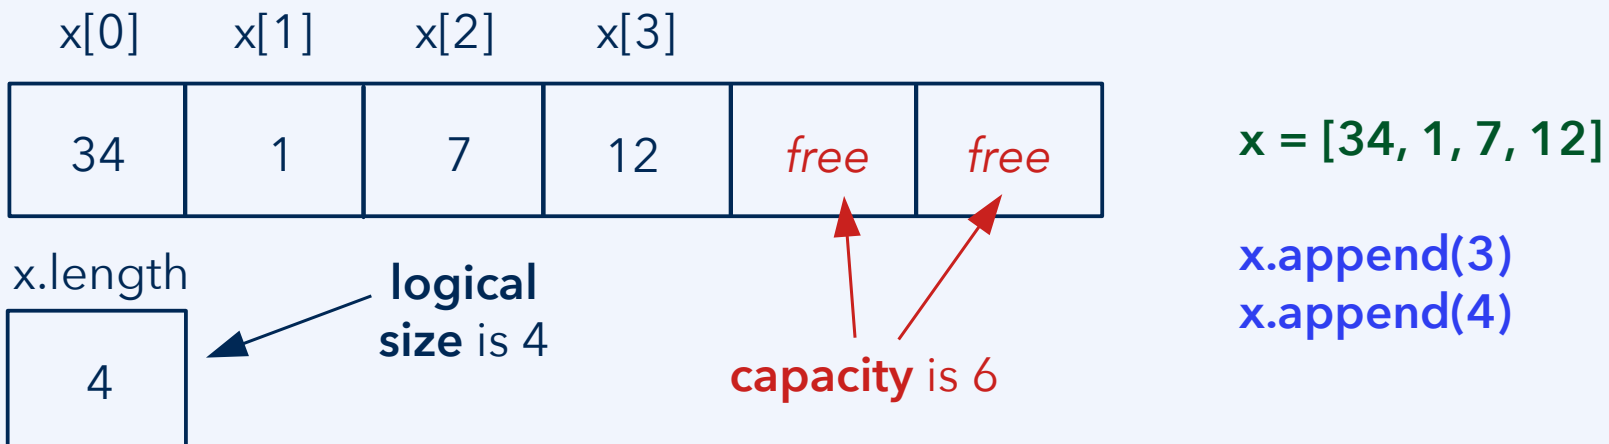 x[0] x[1] x[2] x[3]
34 1 7 12 free free
x = [34, 1, 7, 12]
x.append(3)
x.append(4)
x.length
4
logical
size is 4
capacity is 6